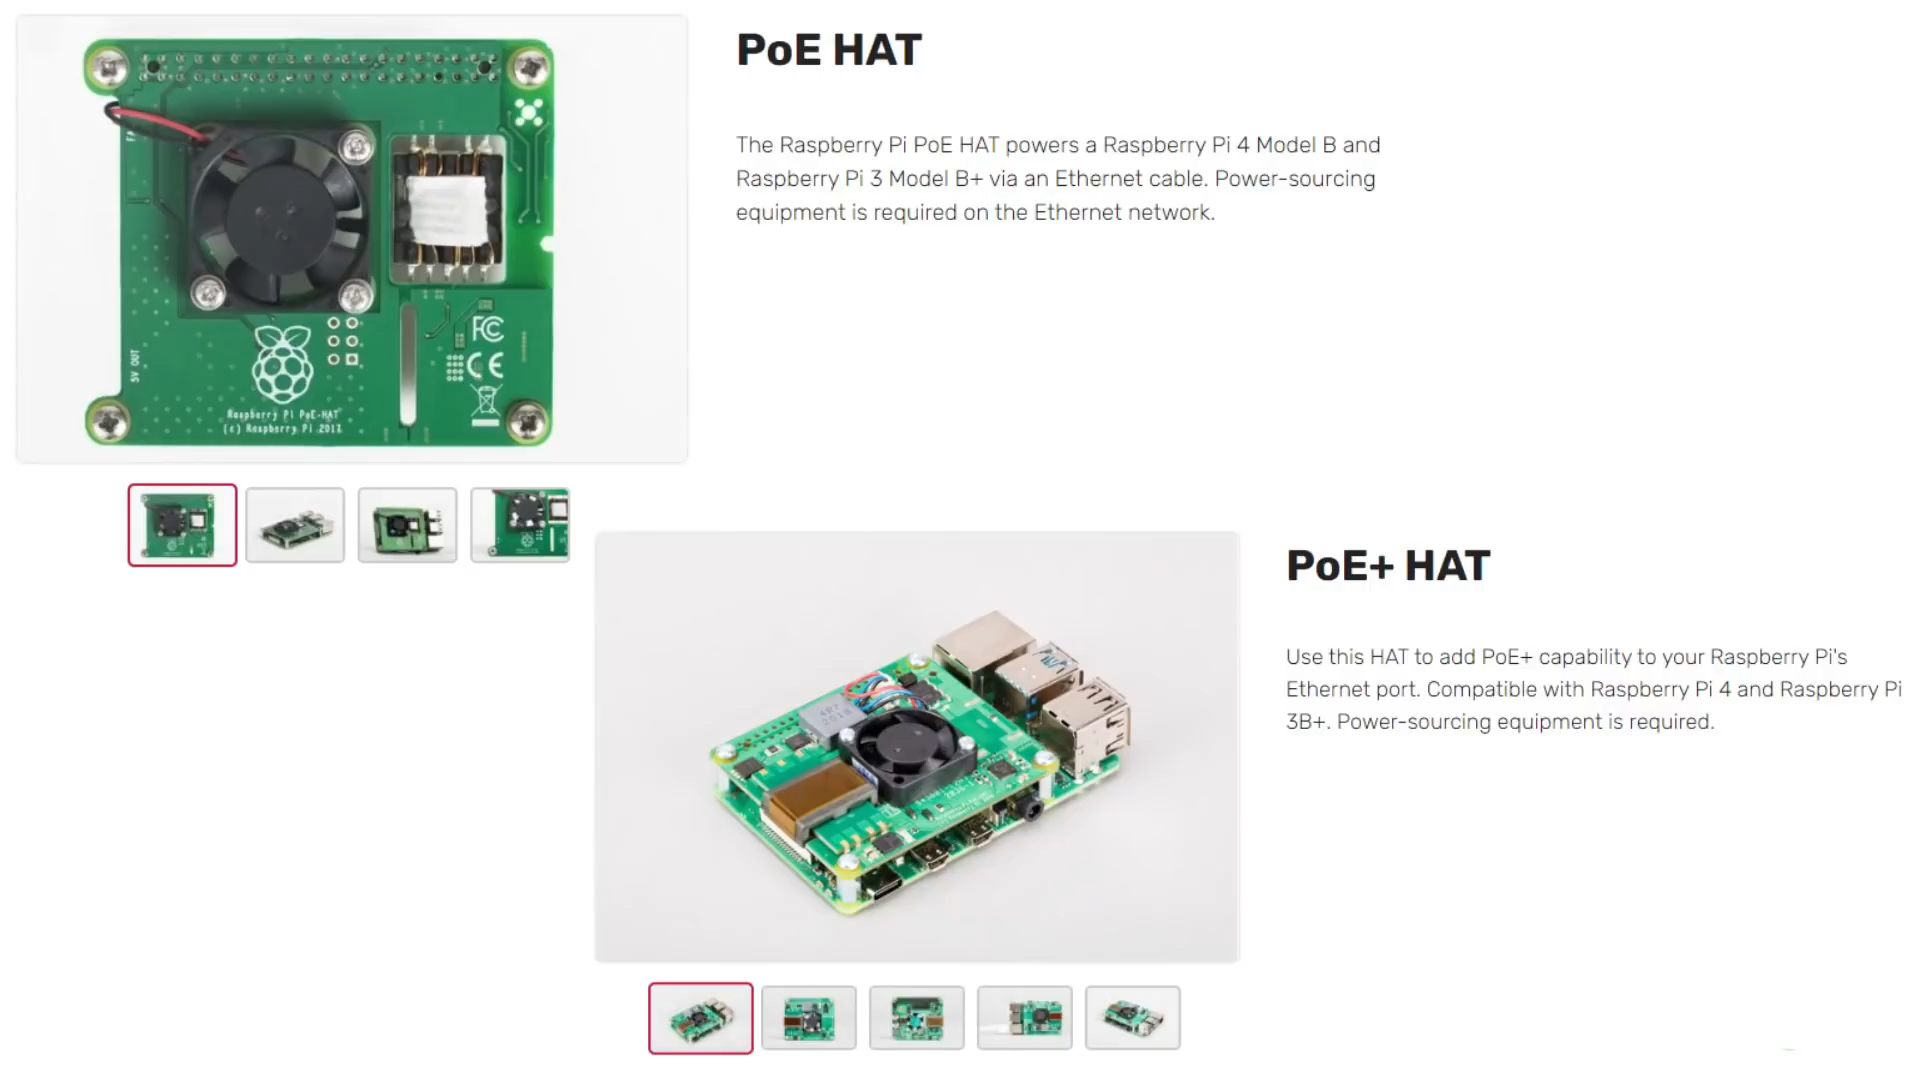 PoE HAT
The Raspberry Pi PoE HAT powers a Raspberry Pi 4 Model B and
Raspberry Pi 3 Model B+ via an Ethernet cable. Power-sourcing
equipment is required on the Ethernet network.
FC
CE
5V OUT
Raspberry Pi PoE-HAT
(c) Raspberry Pi 2017
PoE+ HAT
Use this HAT to add PoE+ capability to your Raspberry Pi's
Ethernet port. Compatible with Raspberry Pi 4 and Raspberry Pi
3B+. Power-sourcing equipment is required.
4R7